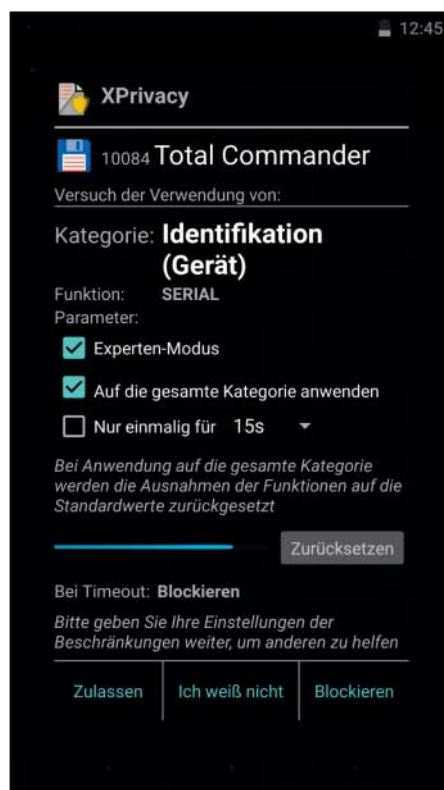 12:45
XPrivacy
10084 Total Commander
Versuch der Verwendung von:
Kategorie: Identifikation
(Gerät)
Funktion: SERIAL
Parameter:
Experten-Modus
Auf die gesamte Kategorie anwenden
Nur einmalig für 15s
Bei Anwendung auf die gesamte Kategorie
werden die Ausnahmen der Funktionen auf die
Standardwerte zurückgesetzt
Zurücksetzen
Bei Timeout: Blockieren
Bitte geben Sie Ihre Einstellungen der
Beschränkungen weiter, um anderen zu helfen
Zulassen Ich weiß nicht Blockieren